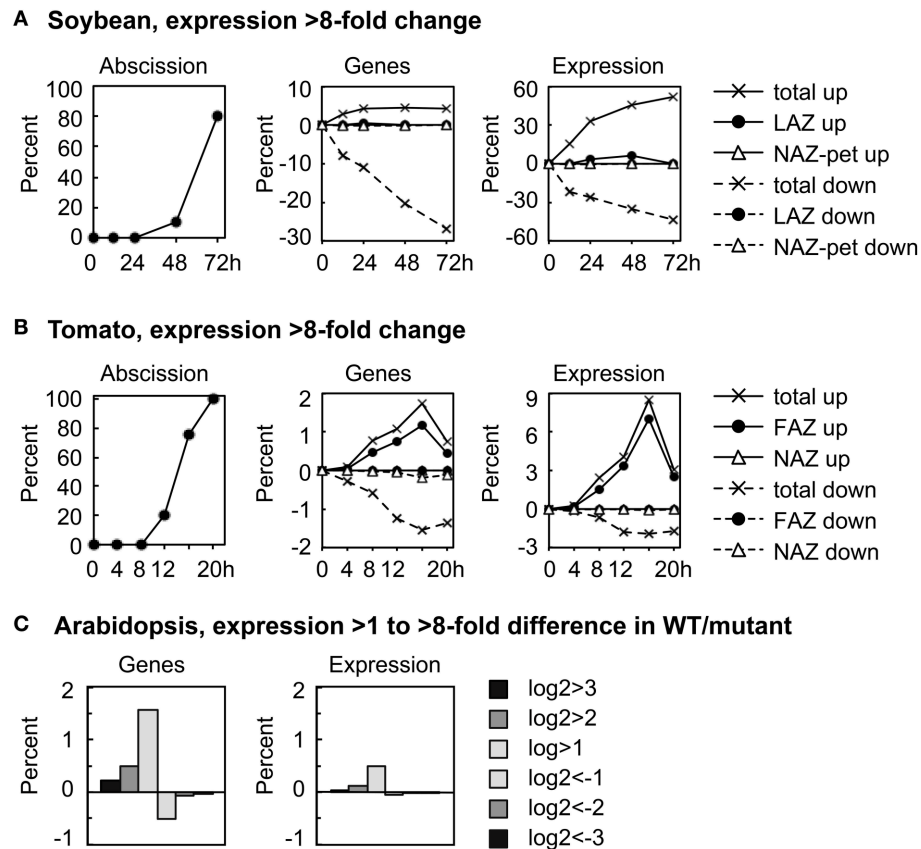 A Soybean, expression >8-fold change
Abscission
Genes
Expression
Percent
100
80
60
40
20
0
0 24 48 72h
Percent
10
0
-10
-20
-30
0 24 48 72h
Percent
60
30
0
-30
-60
0 24 48 72h
total up
LAZ up
NAZ-pet up
total down
LAZ down
NAZ-pet down
B Tomato, expression >8-fold change
Abscission
Genes
Expression
Percent
100
80
60
40
20
0
0 4 8 12 20h
Percent
2
1
0
-1
-2
0 4 8 12 20h
Percent
9
6
3
0
-3
0 4 8 12 20h
total up
FAZ up
NAZ up
total down
FAZ down
NAZ down
C Arabidopsis, expression >1 to >8-fold difference in WT/mutant
Genes
Expression
Percent
2
1
0
-1
Percent
2
1
0
-1
log2>3
log2>2
log>1
log2<-1
log2<-2
log2<-3